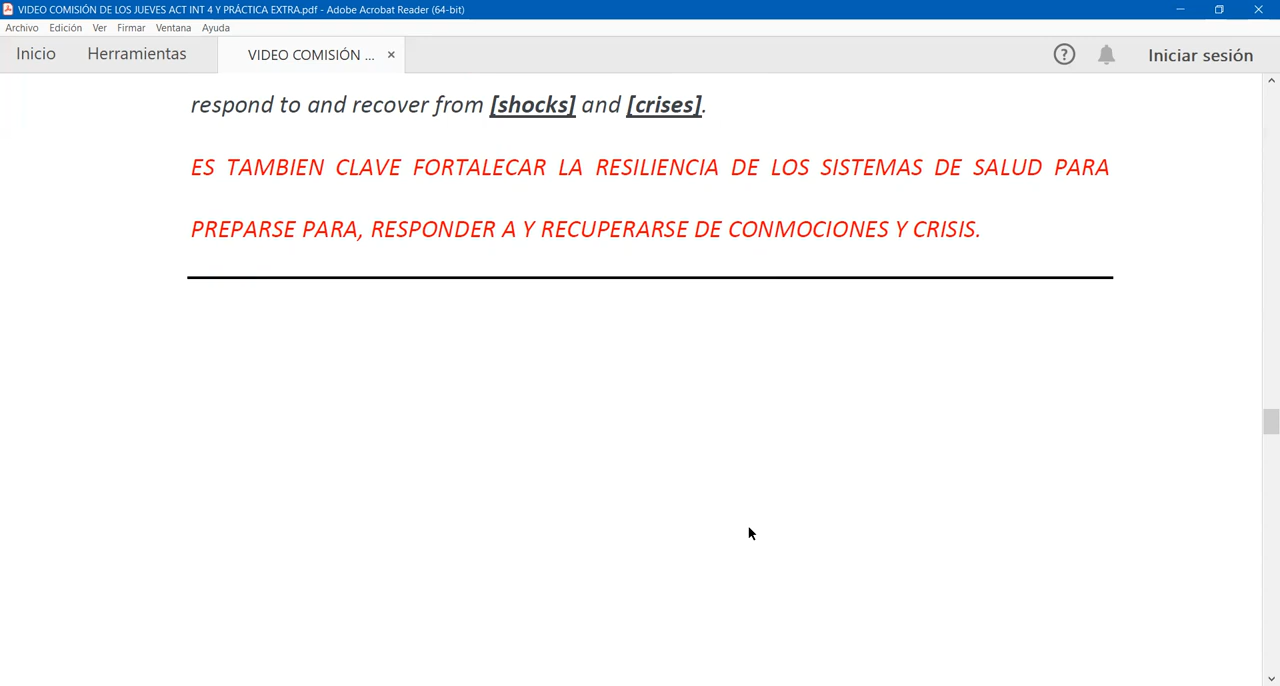 VIDEO COMISIÓN DE LOS JUEVES ACT INT 4 Y PRÁCTICA EXTRA.pdf - Adobe Acrobat Reader (64-bit)
Archivo Edición Ver Firmar Ventana Ayuda
Inicio Herramientas VIDEO COMISIÓN ... × Iniciar sesión
respond to and recover from [shocks] and [crises].
ES TAMBIEN CLAVE FORTALECAR LA RESILIENCIA DE LOS SISTEMAS DE SALUD PARA
PREPARSE PARA, RESPONDER A Y RECUPERARSE DE CONMOCIONES Y CRISIS.